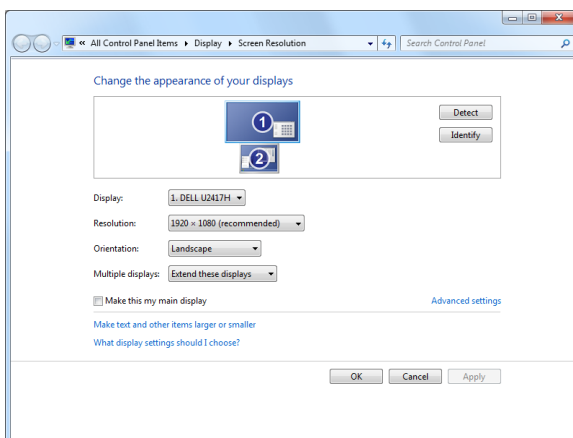 « All Control Panel Items ▸ Display ▸ Screen Resolution Search Control Panel
Change the appearance of your displays
1
2
Detect
Identify
Display: 1. DELL U2417H
Resolution: 1920 × 1080 (recommended)
Orientation: Landscape
Multiple displays: Extend these displays
Make this my main display Advanced settings
Make text and other items larger or smaller
What display settings should I choose?
OK Cancel Apply